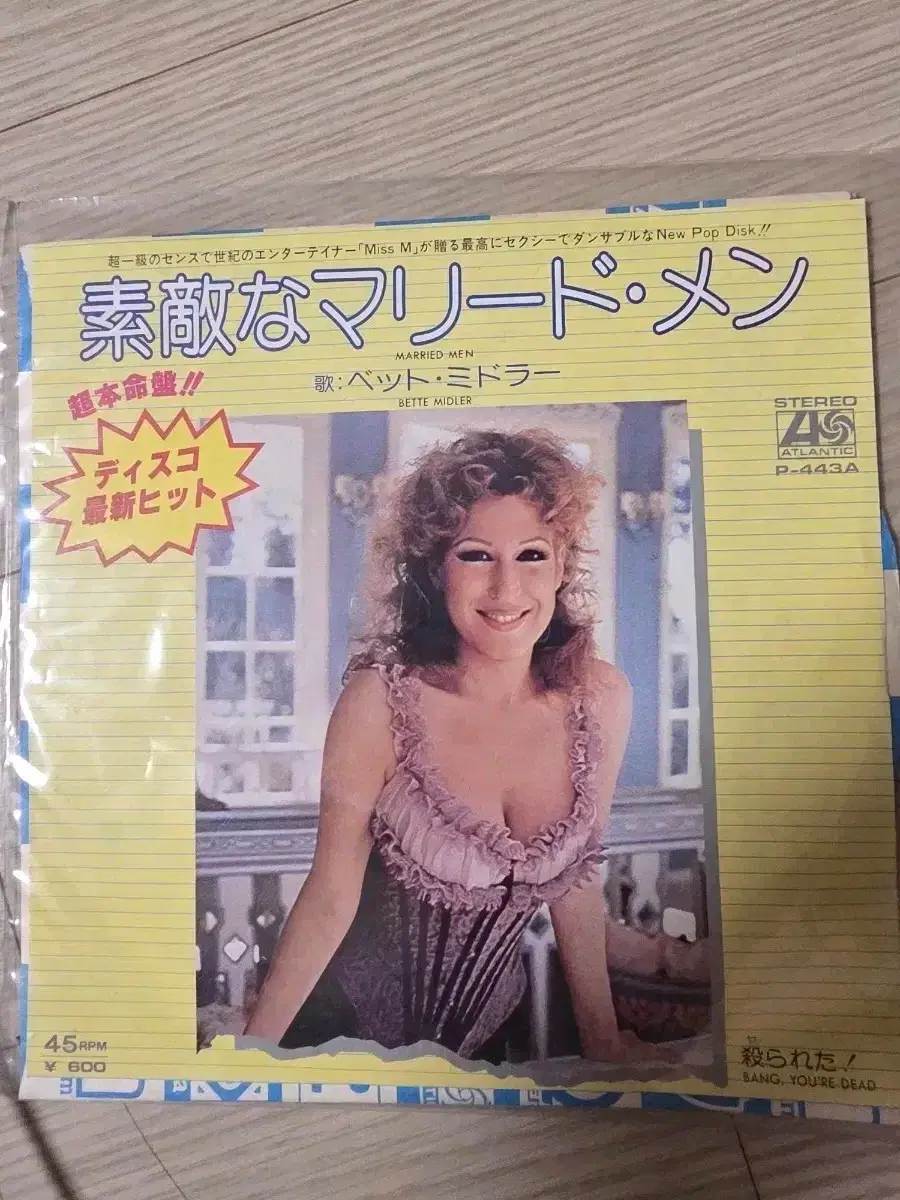 超一級のセンスで世紀のエンターテイナー「Miss M」が贈る最高にセクシーでダンサブルなNew Pop Disk.!!
素敵なマリード・メン
MARRIED MEN
歌:ベット・ミドラー
BETTE MIDLER
超本命盤!!
ディスコ
最新ヒット
STEREO
ATLANTIC
P-443A
45RPM
¥ 600
殺られた!
BANG, YOU'RE DEAD